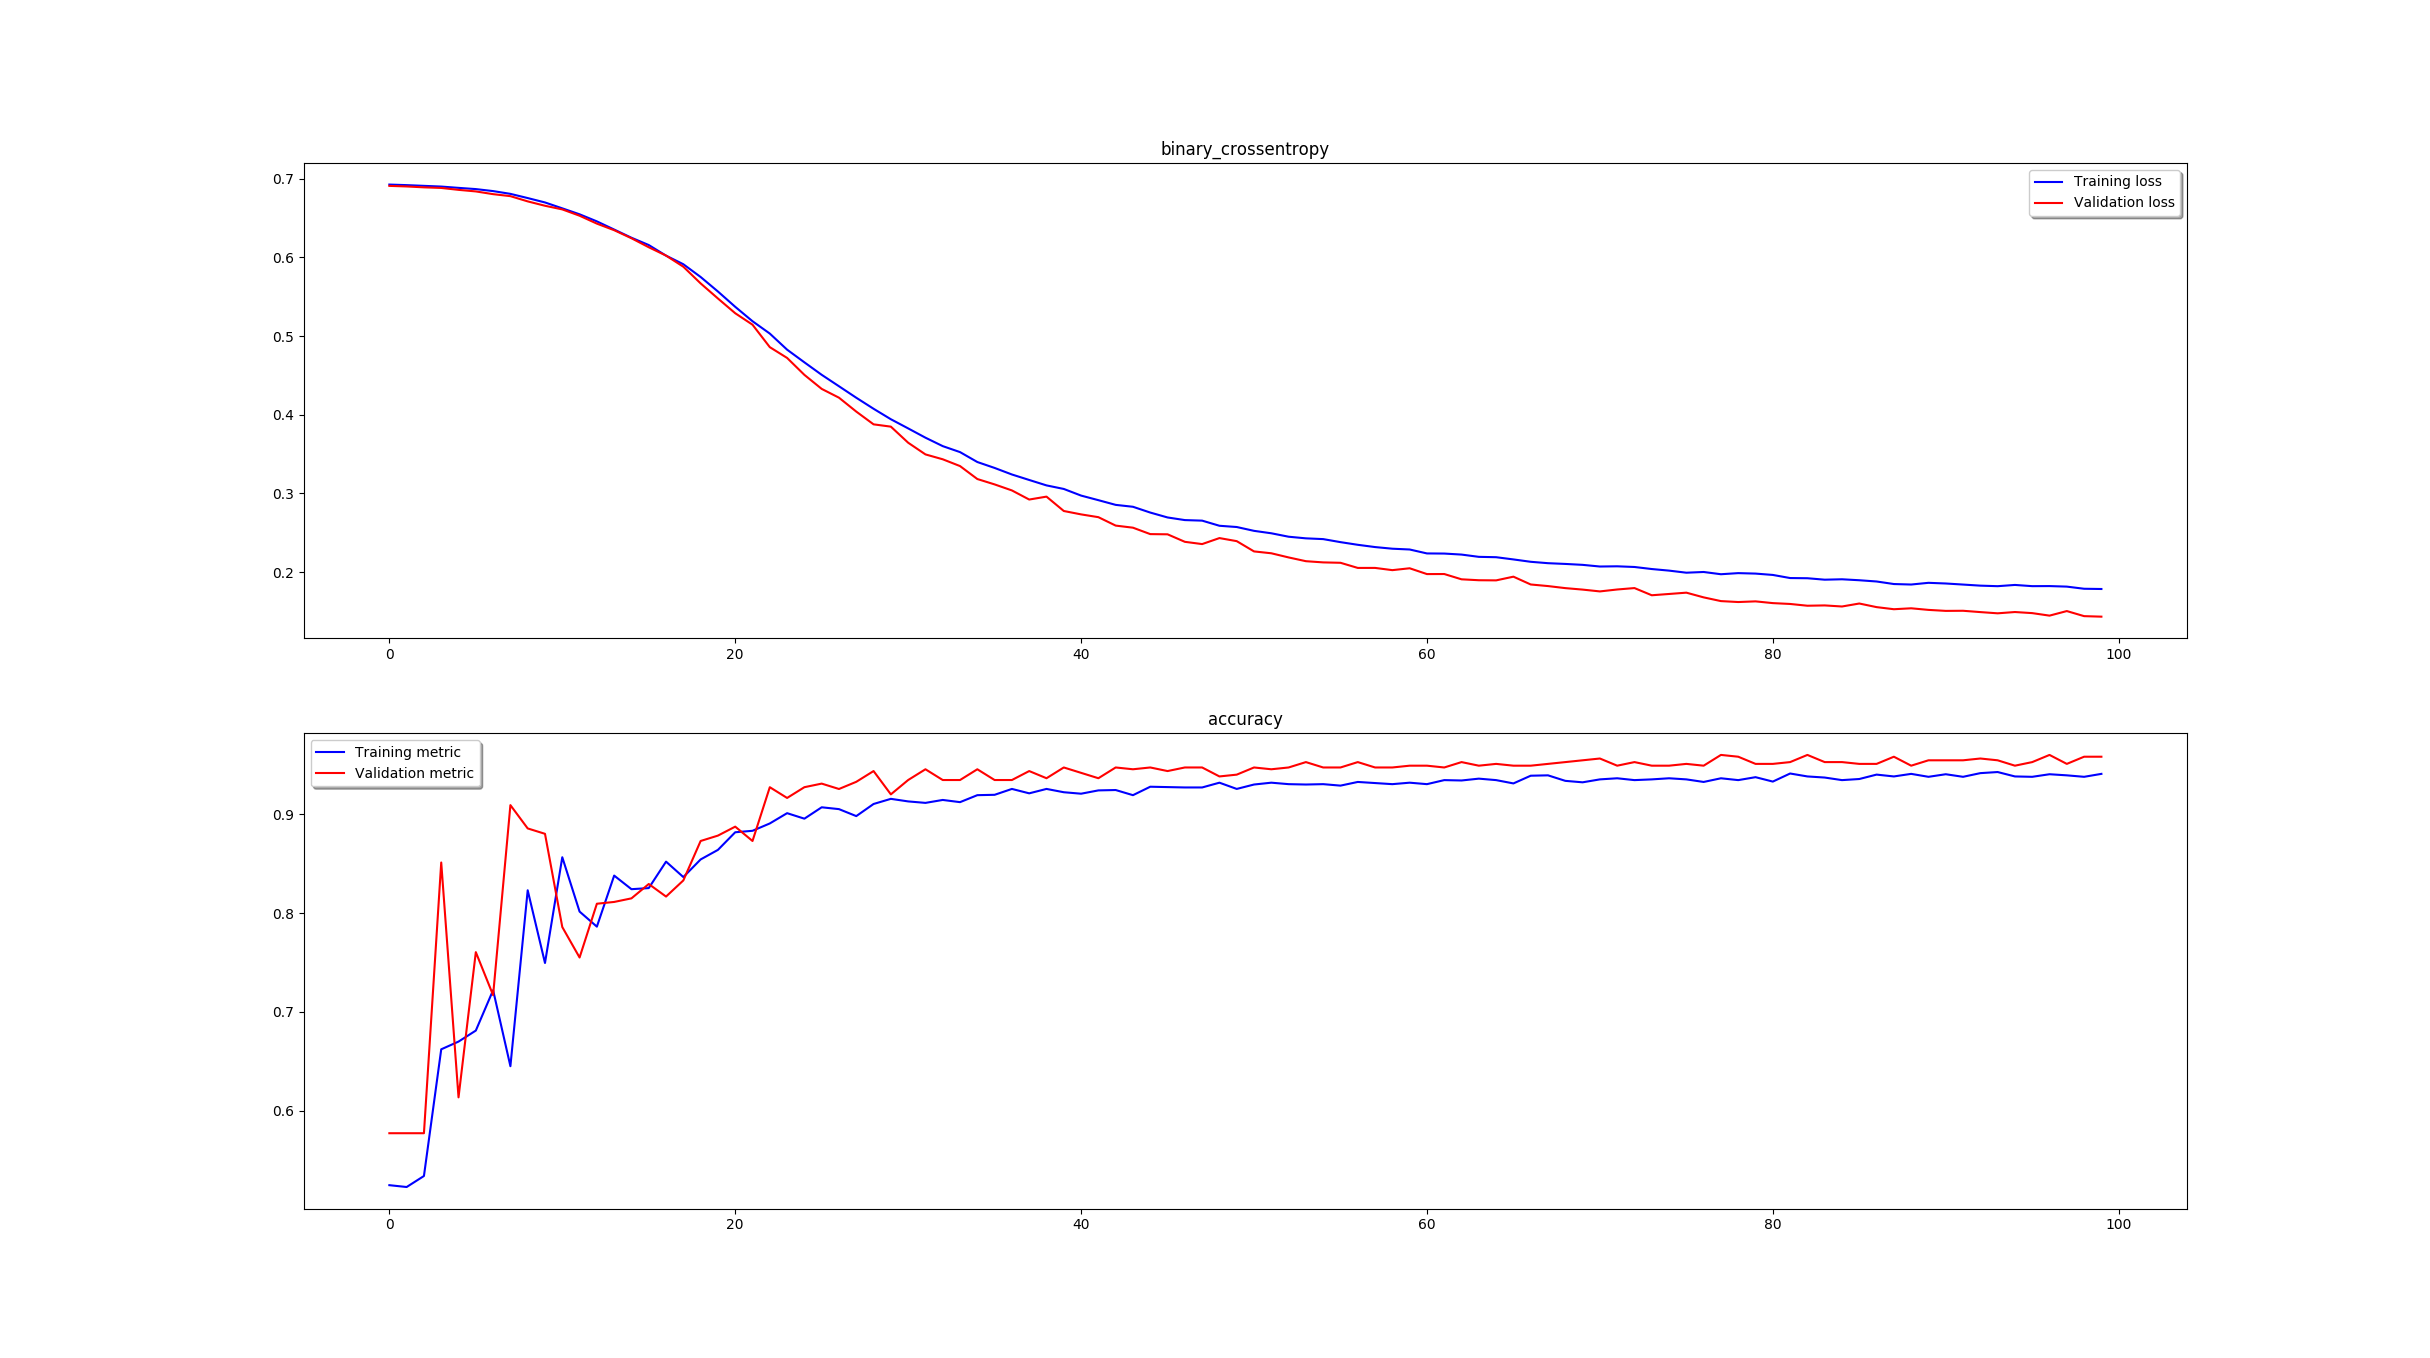 binary_crossentropy
0.7
0.6
0.5
0.4
0.3
0.2
Training loss
Validation loss
0 20 40 60 80 100
accuracy
Training metric
Validation metric
0.9
0.8
0.7
0.6
0 20 40 60 80 100